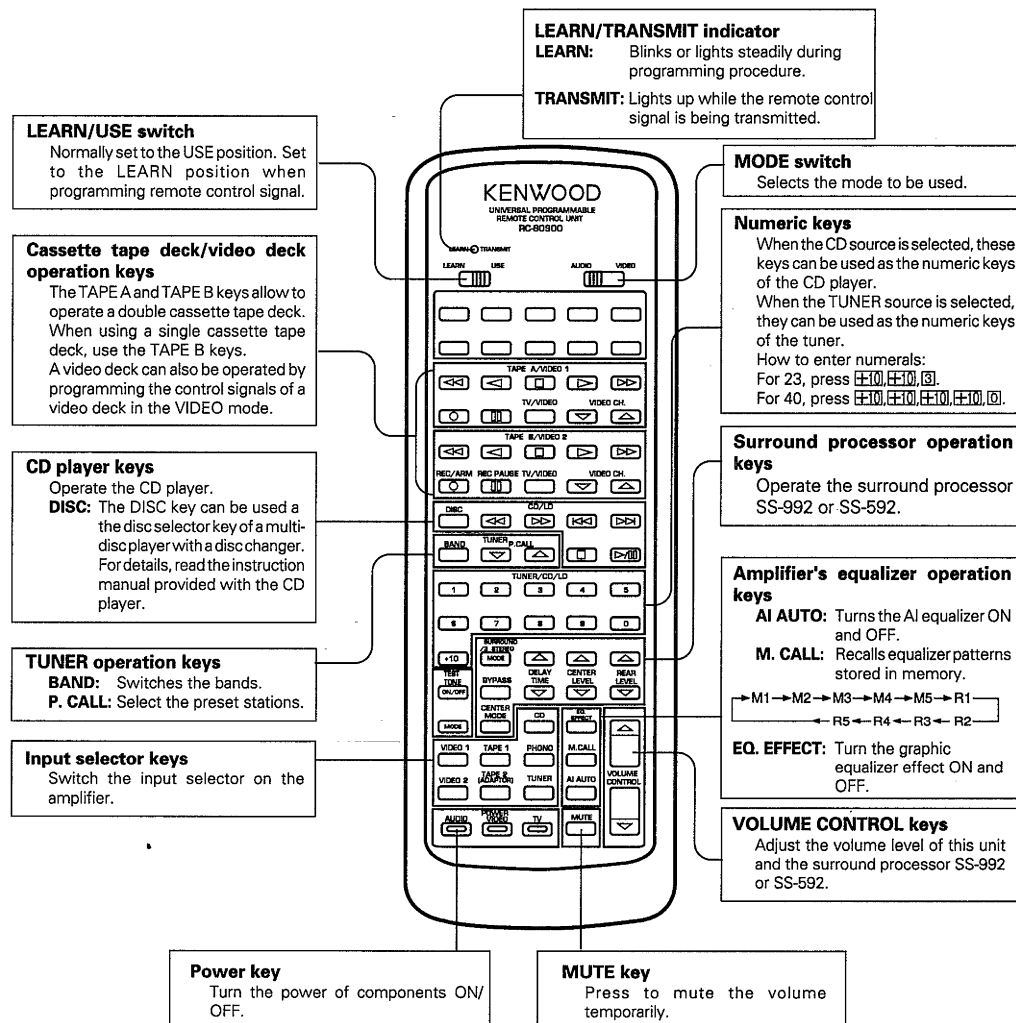 LEARN/TRANSMIT indicator
LEARN: Blinks or lights steadily during
programming procedure.
TRANSMIT: Lights up while the remote control
signal is being transmitted.
LEARN/USE switch
Normally set to the USE position. Set
to the LEARN position when
programming remote control signal.
Cassette tape deck/video deck
operation keys
The TAPE A and TAPE B keys allow to
operate a double cassette tape deck.
When using a single cassette tape
deck, use the TAPE B keys.
A video deck can also be operated by
programming the control signals of a
video deck in the VIDEO mode.
CD player keys
Operate the CD player.
DISC: The DISC key can be used a
the disc selector key of a multi-
disc player with a disc changer.
For details, read the instruction
manual provided with the CD
player.
TUNER operation keys
BAND: Switches the bands.
P. CALL: Select the preset stations.
Input selector keys
Switch the input selector on the
amplifier.
KENWOOD
UNIVERSAL PROGRAMMABLE
REMOTE CONTROL UNIT
RC-80900
LEARN TRANSMIT
LEARN USE AUDIO VIDEO
TAPE A/VIDEO 1
TV/VIDEO VIDEO CH.
TAPE B/VIDEO 2
REC/ARM REC PAUSE TV/VIDEO VIDEO CH.
DISC CD/LD
BAND TUNER P.CALL
TUNER/CD/LD
1 2 3 4 5
6 7 8 9 0
+10 SURROUND
/3 STEREO
MODE
TEST
TONE
ON/OFF
BYPASS DELAY
TIME CENTER
LEVEL REAR
LEVEL
MODE CENTER
MODE CD EQ.
EFFECT
VIDEO 1 TAPE 1 PHONO M.CALL
VIDEO 2 TAPE 2
(ADAPTOR) TUNER AI AUTO VOLUME
CONTROL
POWER
AUDIO VIDEO TV MUTE
MODE switch
Selects the mode to be used.
Numeric keys
When the CD source is selected, these
keys can be used as the numeric keys
of the CD player.
When the TUNER source is selected,
they can be used as the numeric keys
of the tuner.
How to enter numerals:
For 23, press +10, +10, 3.
For 40, press +10, +10, +10, +10, 0.
Surround processor operation
keys
Operate the surround processor
SS-992 or SS-592.
Amplifier's equalizer operation
keys
AI AUTO: Turns the AI equalizer ON
and OFF.
M. CALL: Recalls equalizer patterns
stored in memory.
→M1→M2→M3→M4→M5→R1
←R5←R4←R3←R2
EQ. EFFECT: Turn the graphic
equalizer effect ON and
OFF.
VOLUME CONTROL keys
Adjust the volume level of this unit
and the surround processor SS-992
or SS-592.
Power key
Turn the power of components ON/
OFF.
MUTE key
Press to mute the volume
temporarily.